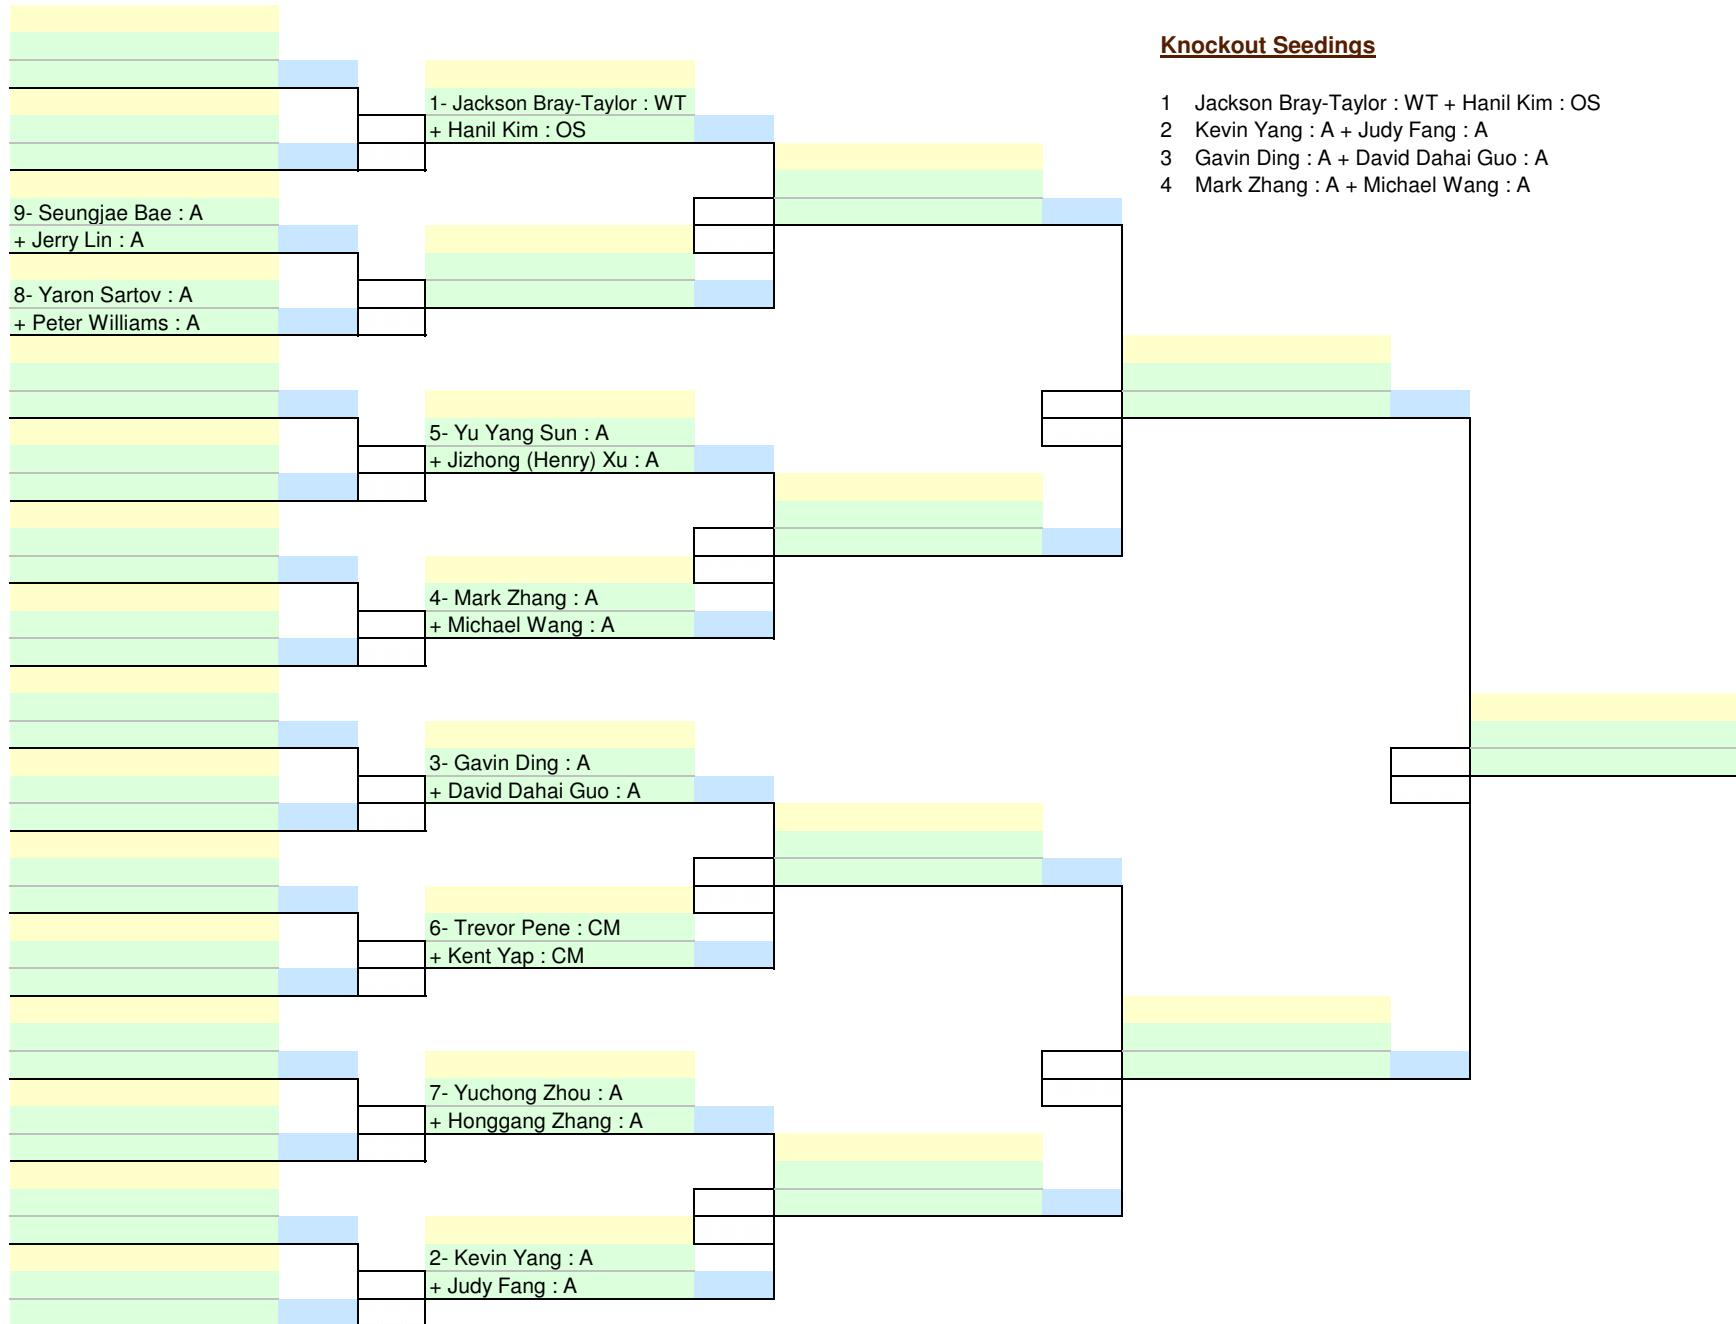 Knockout Seedings
1 Jackson Bray-Taylor : WT + Hanil Kim : OS
2 Kevin Yang : A + Judy Fang : A
3 Gavin Ding : A + David Dahai Guo : A
4 Mark Zhang : A + Michael Wang : A
9- Seungjae Bae : A
+ Jerry Lin : A
8- Yaron Sartov : A
+ Peter Williams : A
1- Jackson Bray-Taylor : WT
+ Hanil Kim : OS
5- Yu Yang Sun : A
+ Jizhong (Henry) Xu : A
4- Mark Zhang : A
+ Michael Wang : A
3- Gavin Ding : A
+ David Dahai Guo : A
6- Trevor Pene : CM
+ Kent Yap : CM
7- Yuchong Zhou : A
+ Honggang Zhang : A
2- Kevin Yang : A
+ Judy Fang : A